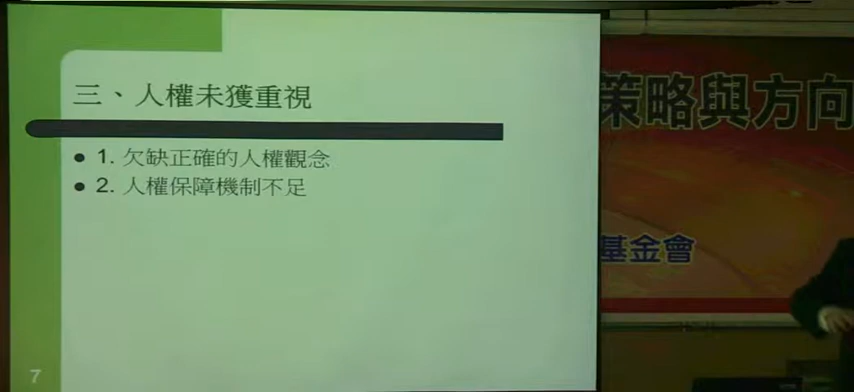 三、人權未獲重視
● 1. 欠缺正確的人權觀念
● 2. 人權保障機制不足
7
策略與方向
基金會